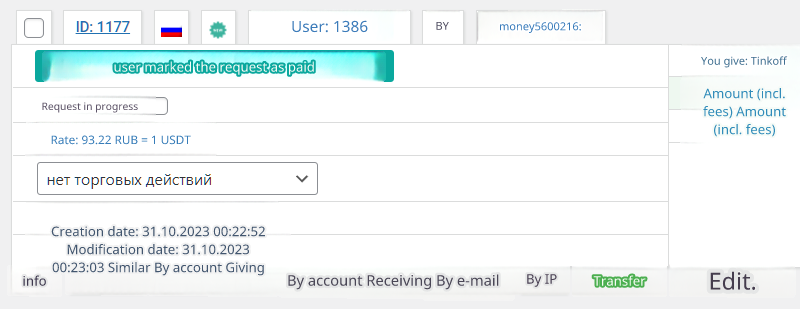 ID: 1177
NEW
User: 1386
BY
money5600216:
user marked the request as paid
You give: Tinkoff
Request in progress
Amount (incl.
fees) Amount
(incl. fees)
Rate: 93.22 RUB = 1 USDT
нет торговых действий
Creation date: 31.10.2023 00:22:52
Modification date: 31.10.2023
00:23:03 Similar By account Giving
info
By account Receiving By e-mail
By IP
Transfer
Edit.